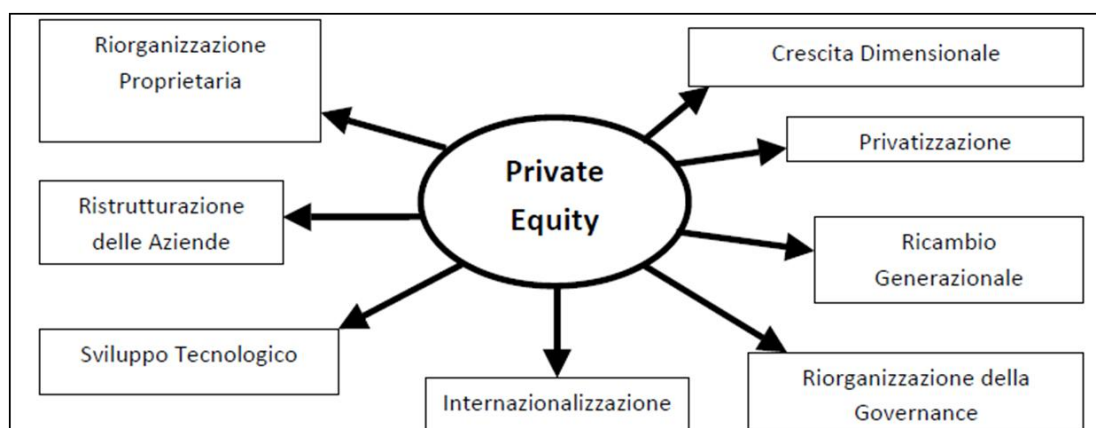 Riorganizzazione
Proprietaria
Crescita Dimensionale
Privatizzazione
Private
Equity
Ristrutturazione
delle Aziende
Ricambio
Generazionale
Sviluppo Tecnologico
Internazionalizzazione
Riorganizzazione della
Governance